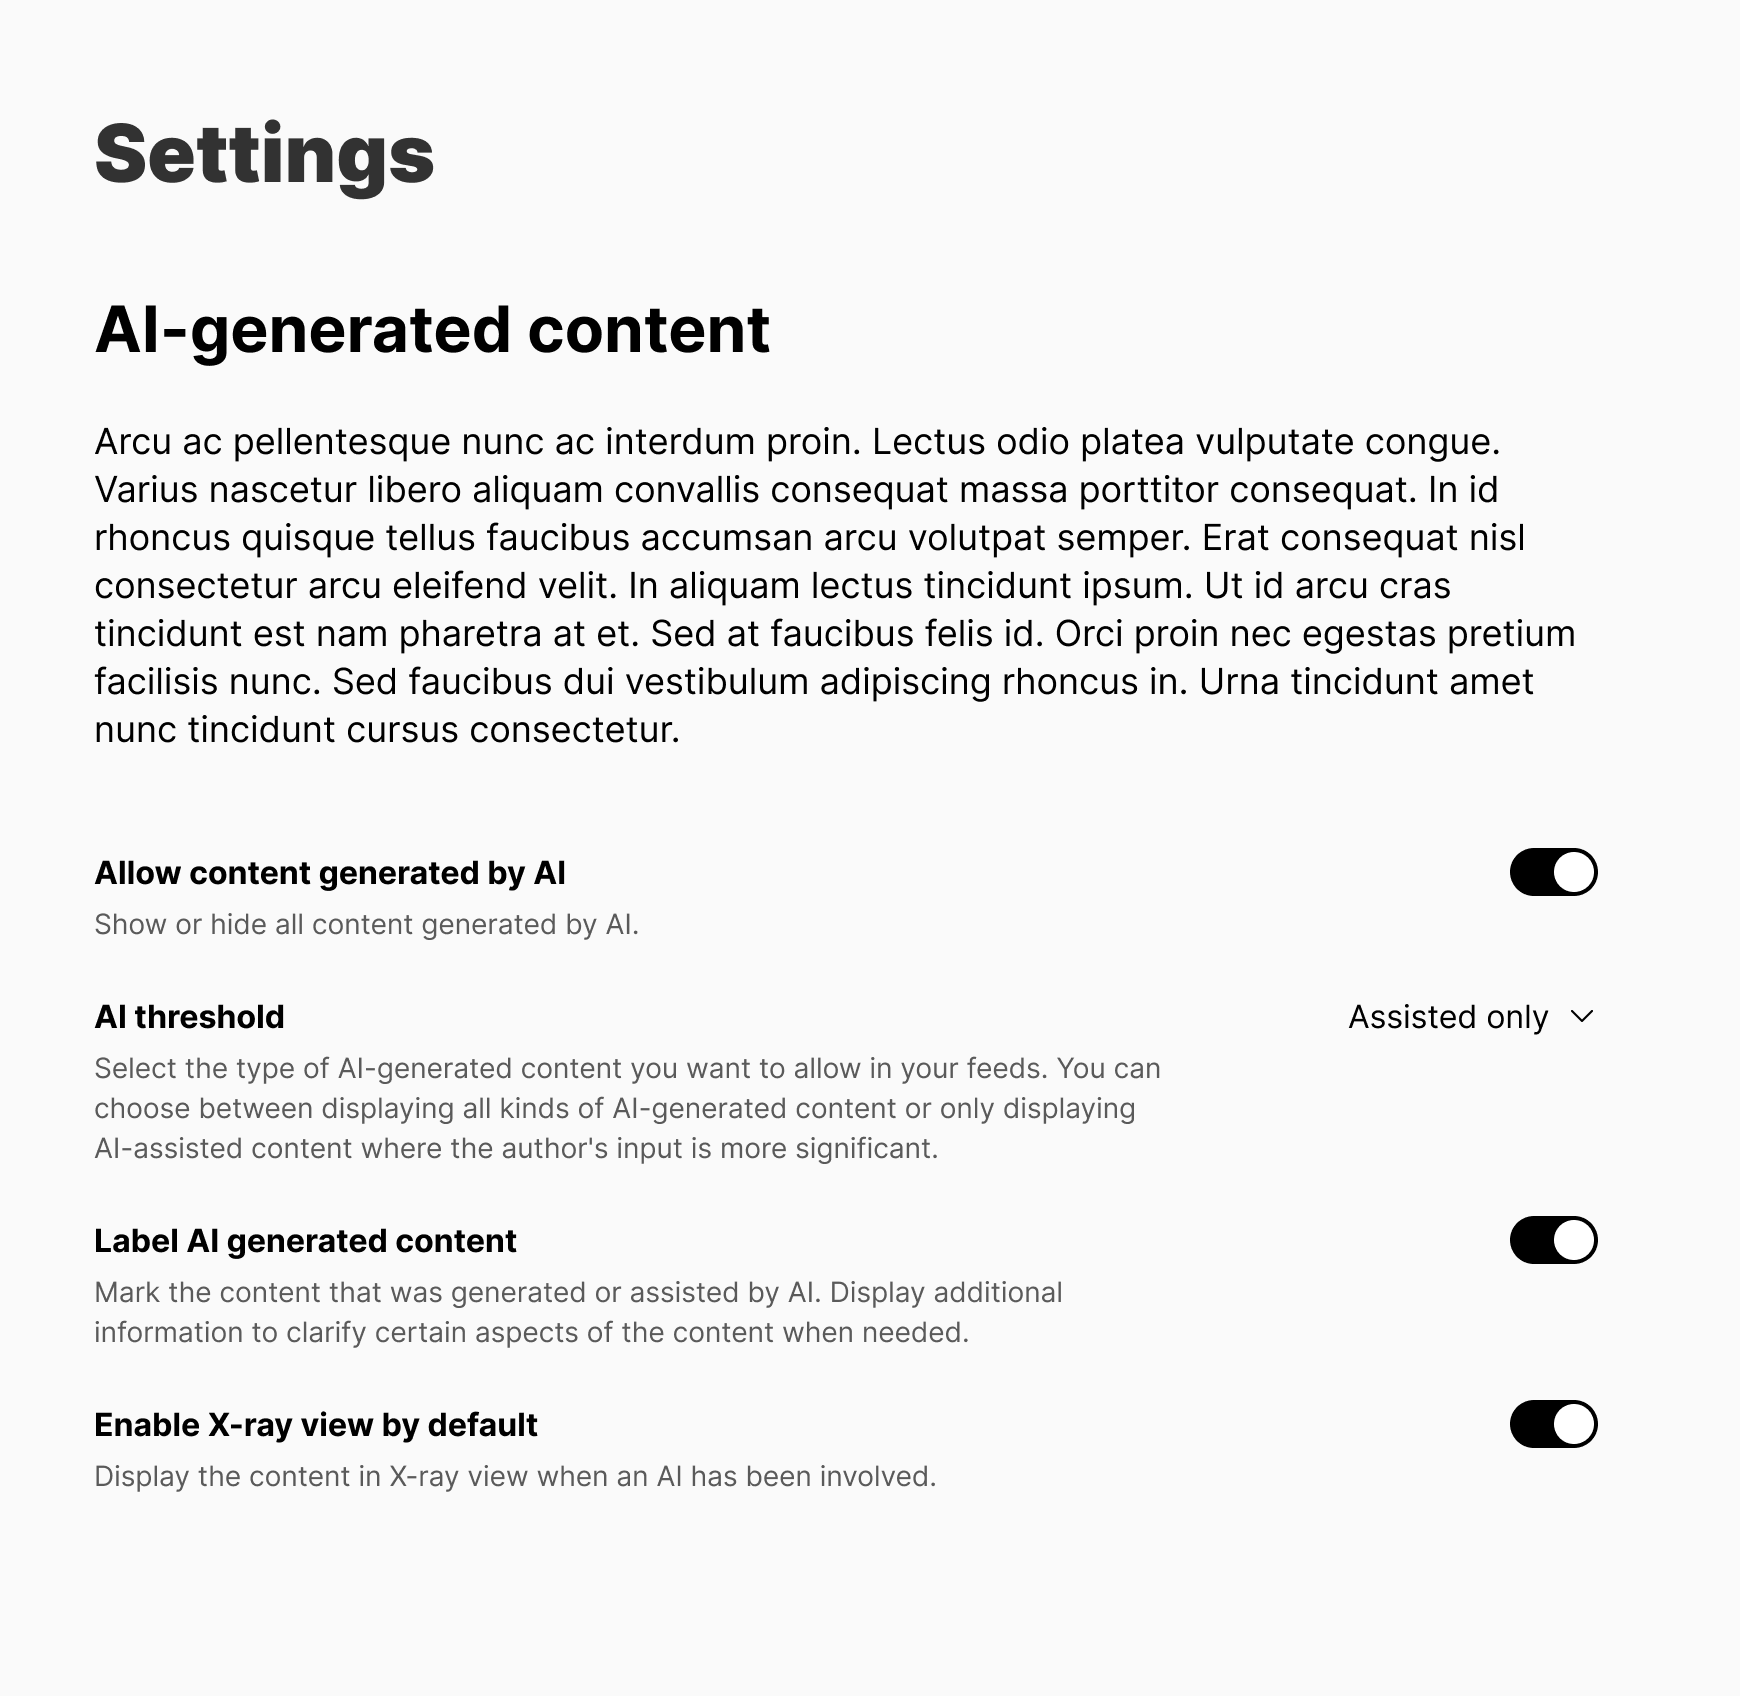 Settings
AI-generated content
Arcu ac pellentesque nunc ac interdum proin. Lectus odio platea vulputate congue.
Varius nascetur libero aliquam convallis consequat massa porttitor consequat. In id
rhoncus quisque tellus faucibus accumsan arcu volutpat semper. Erat consequat nisl
consectetur arcu eleifend velit. In aliquam lectus tincidunt ipsum. Ut id arcu cras
tincidunt est nam pharetra at et. Sed at faucibus felis id. Orci proin nec egestas pretium
facilisis nunc. Sed faucibus dui vestibulum adipiscing rhoncus in. Urna tincidunt amet
nunc tincidunt cursus consectetur.
Allow content generated by AI
Show or hide all content generated by AI.
AI threshold
Assisted only
Select the type of AI-generated content you want to allow in your feeds. You can
choose between displaying all kinds of AI-generated content or only displaying
AI-assisted content where the author's input is more significant.
Label AI generated content
Mark the content that was generated or assisted by AI. Display additional
information to clarify certain aspects of the content when needed.
Enable X-ray view by default
Display the content in X-ray view when an AI has been involved.